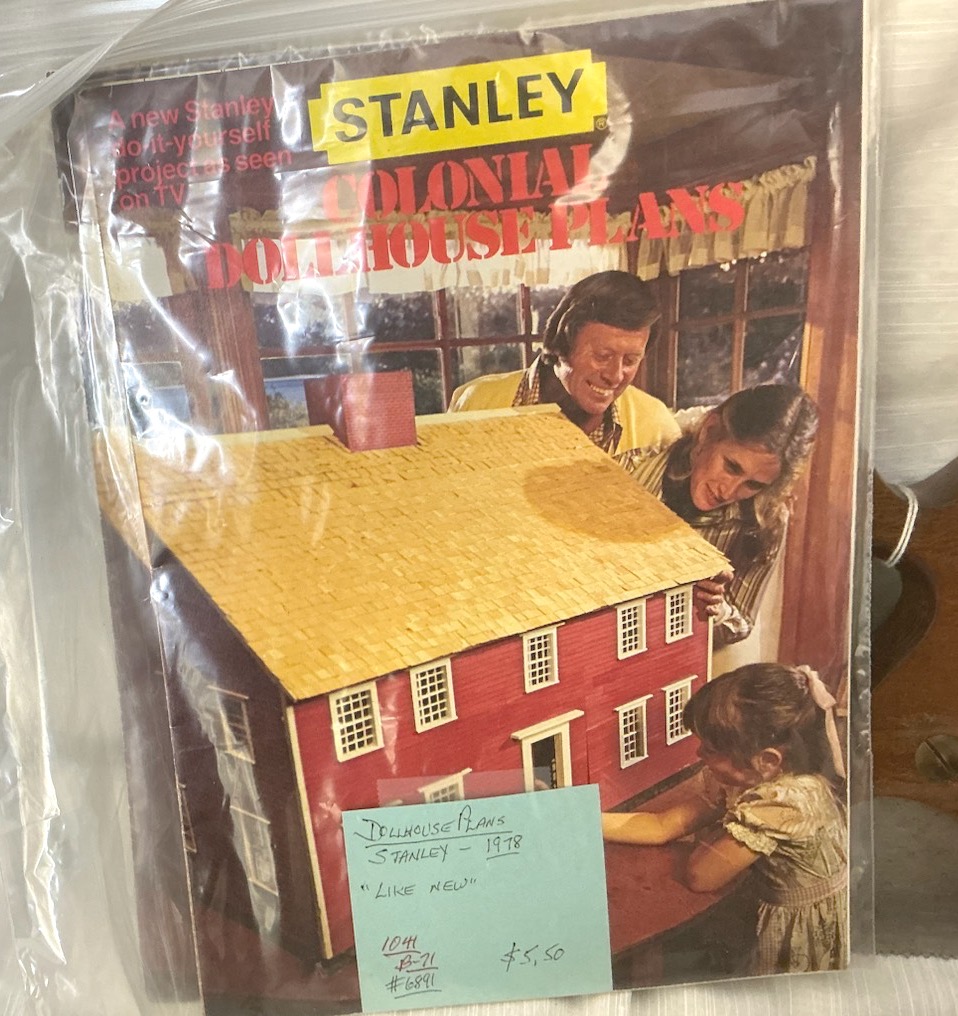 A new Stanley
do-it-yourself
project as seen
on TV
STANLEY®
COLONIAL
DOLLHOUSE PLANS
DOLLHOUSE PLANS
STANLEY – 1978
"LIKE NEW"
1041
B-71
#6891
$5,50